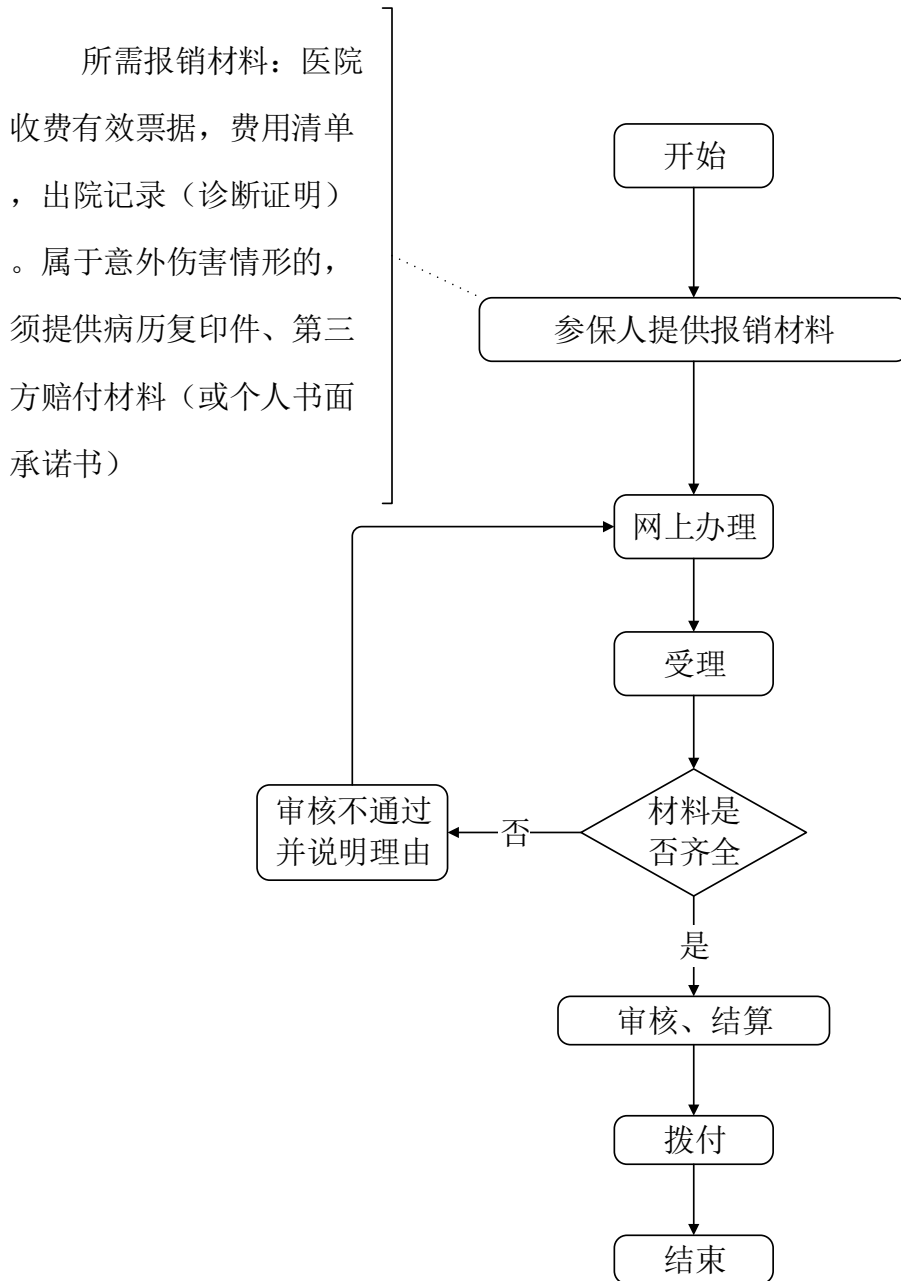 所需报销材料：医院
收费有效票据，费用清单
，出院记录（诊断证明）
。属于意外伤害情形的，
须提供病历复印件、第三
方赔付材料（或个人书面
承诺书）
开始
参保人提供报销材料
网上办理
受理
材料是
否齐全
否
审核不通过
并说明理由
是
审核、结算
拨付
结束